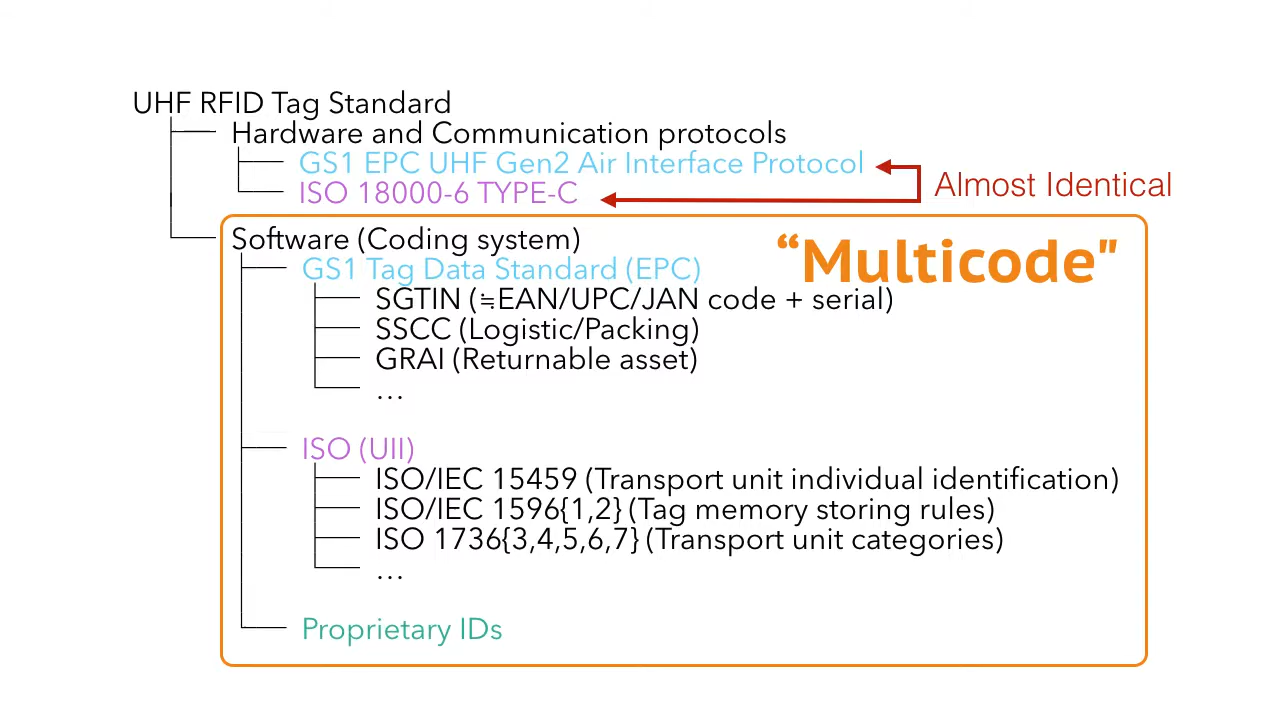 UHF RFID Tag Standard
Hardware and Communication protocols
GS1 EPC UHF Gen2 Air Interface Protocol
ISO 18000-6 TYPE-C
Almost Identical
Software (Coding system)
“Multicode"
GS1 Tag Data Standard (EPC)
SGTIN (≒EAN/UPC/JAN code + serial)
SSCC (Logistic/Packing)
GRAI (Returnable asset)
…
ISO (UII)
ISO/IEC 15459 (Transport unit individual identification)
ISO/IEC 1596{1,2} (Tag memory storing rules)
ISO 1736{3,4,5,6,7} (Transport unit categories)
…
Proprietary IDs